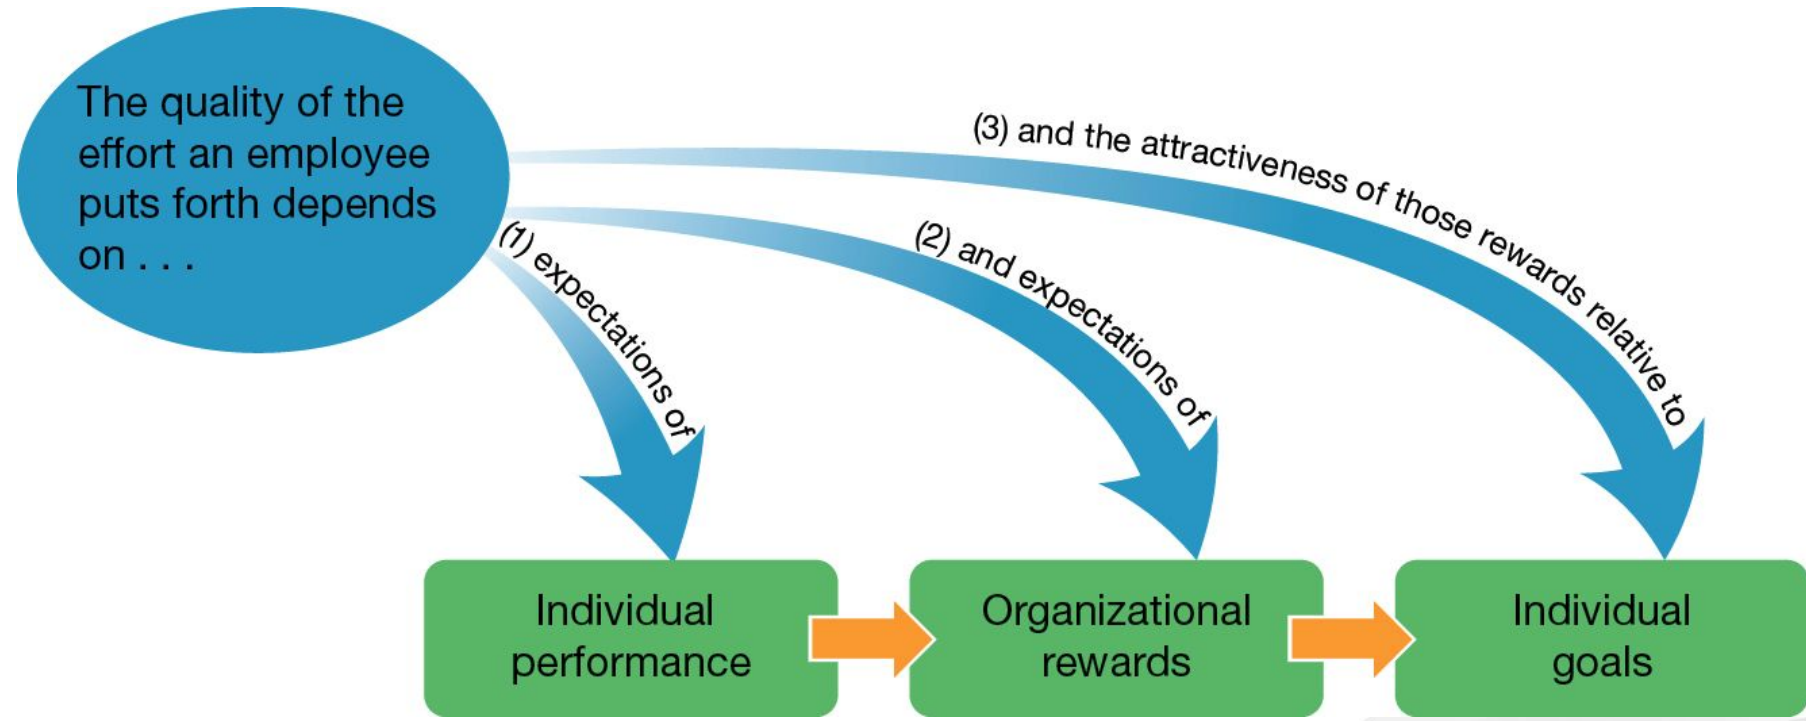 The quality of the
effort an employee
puts forth depends
on . . .
(1) expectations of
(2) and expectations of
(3) and the attractiveness of those rewards relative to
Individual
performance
Organizational
rewards
Individual
goals